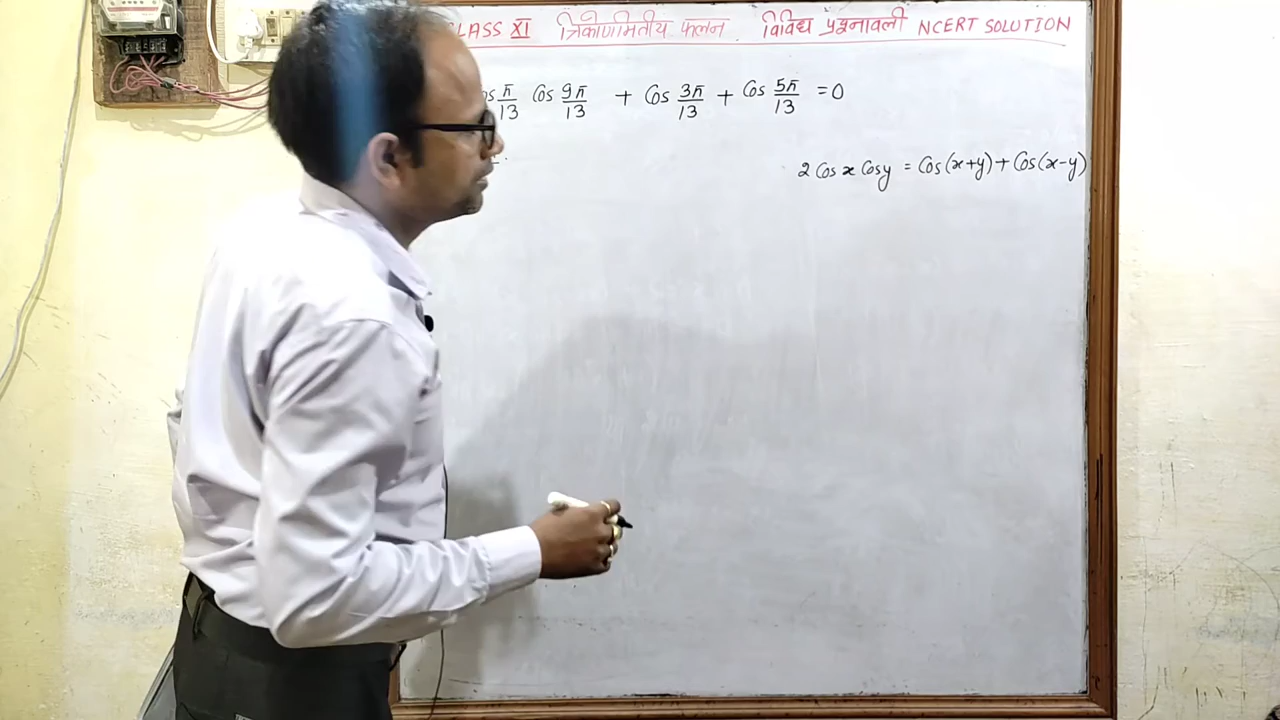 LASS XI त्रिकोणमितीय फलन विविध प्रश्नावली NCERT SOLUTION
os π/13 Cos 9π/13 + Cos 3π/13 + Cos 5π/13 = 0
2 Cos x Cos y = Cos(x+y) + Cos(x-y)